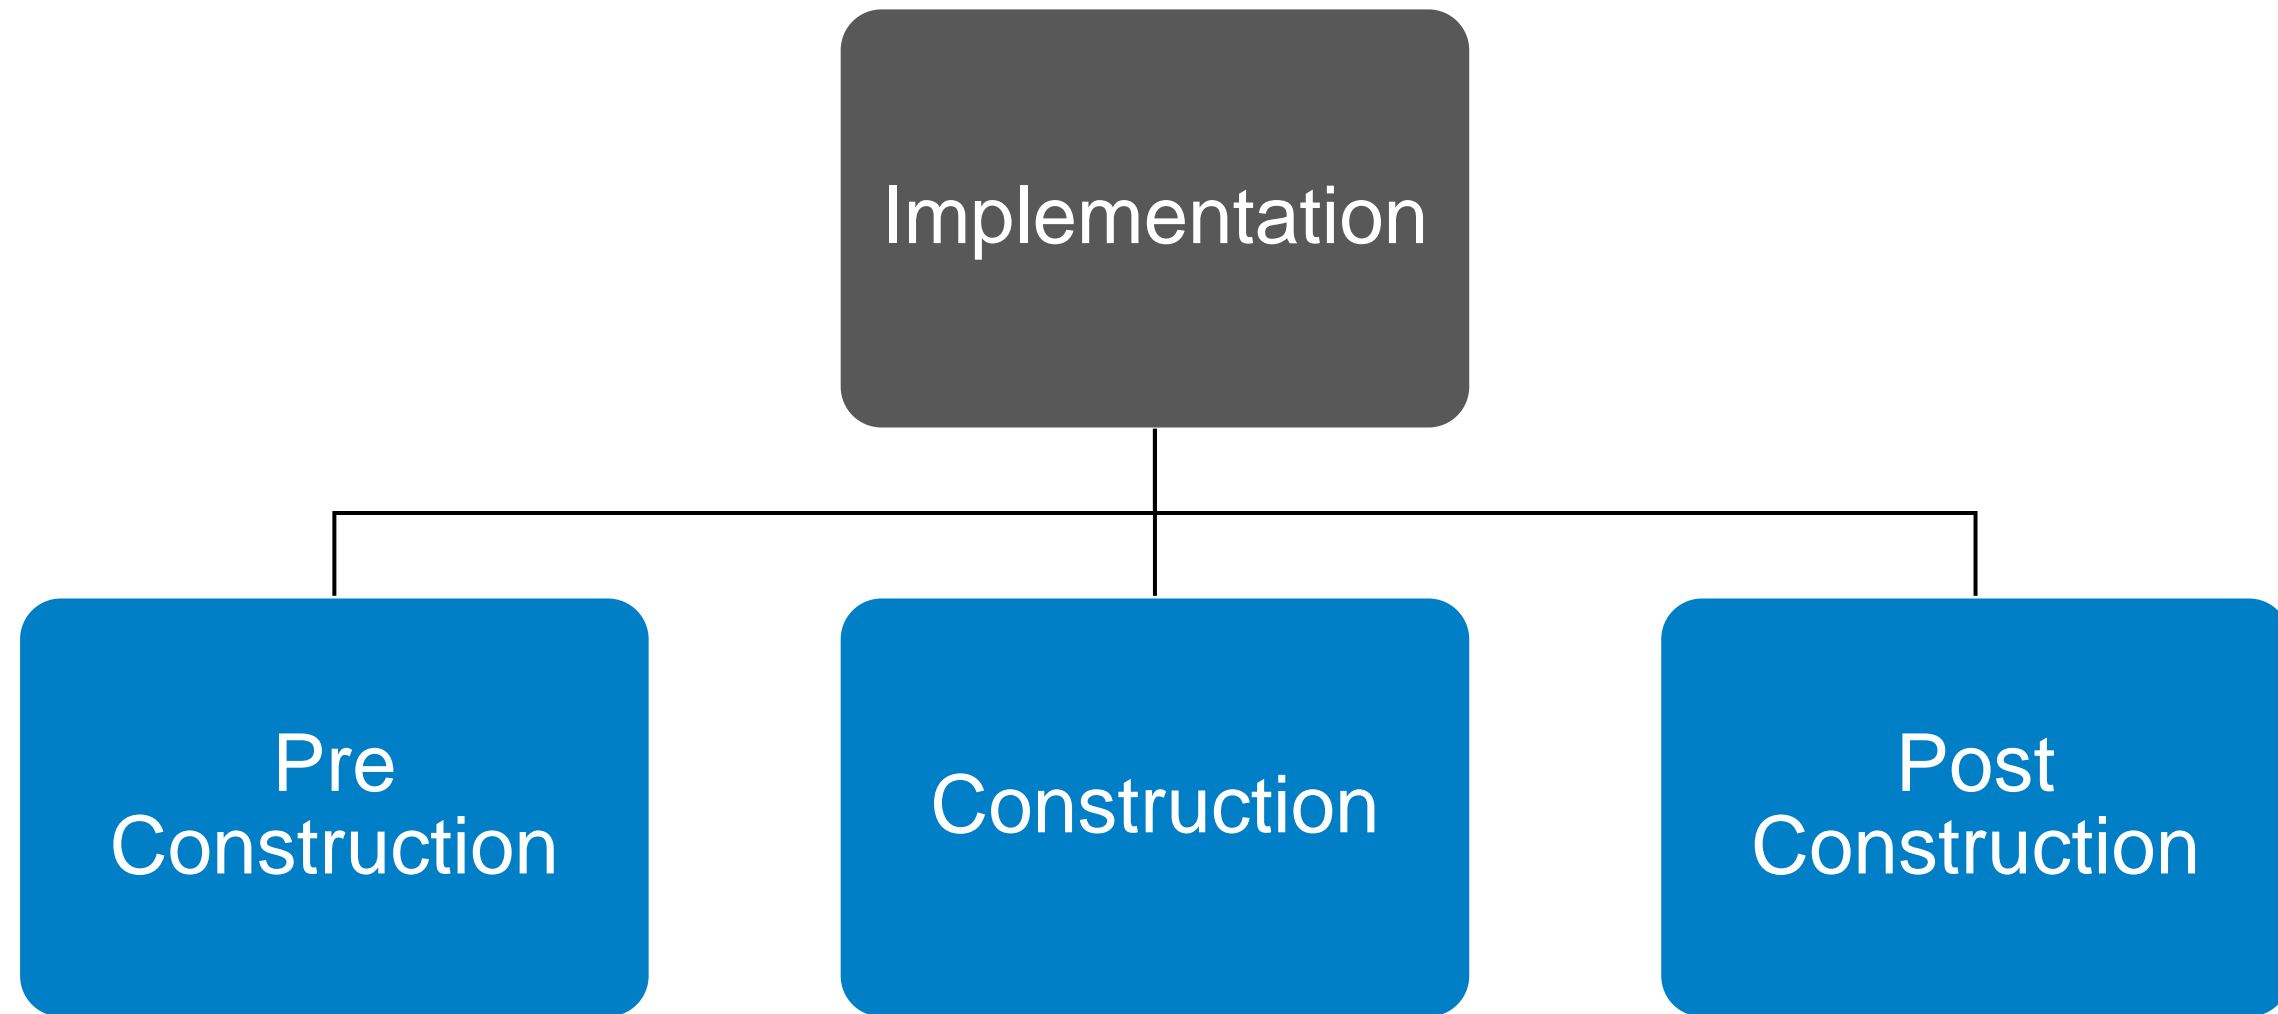 Implementation
Pre
Construction
Construction
Post
Construction